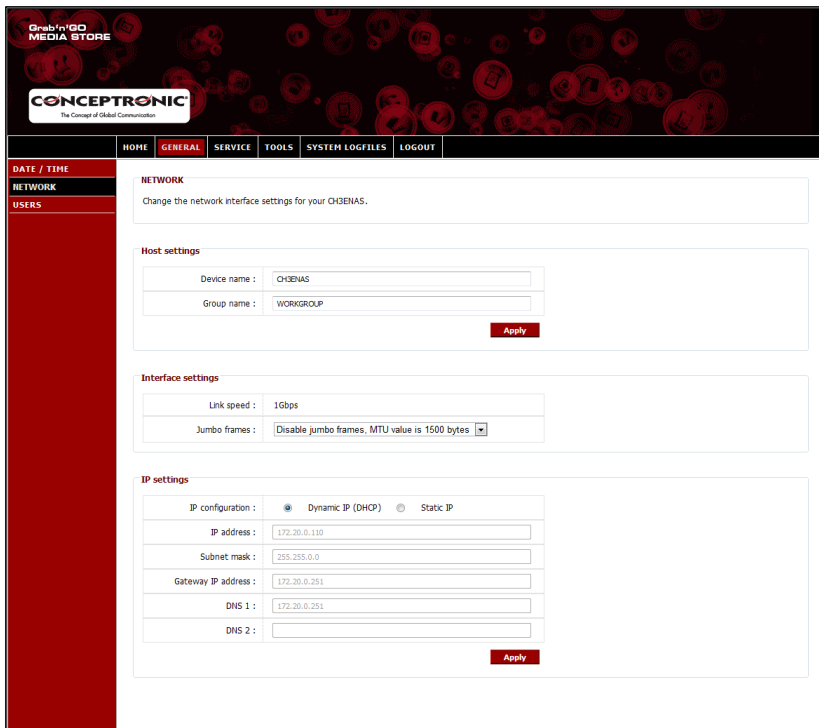 Grab'n'GO
MEDIA STORE
CONCEPTRONIC
The Concept of Global Communication
HOME GENERAL SERVICE TOOLS SYSTEM LOGFILES LOGOUT
DATE / TIME
NETWORK
USERS
NETWORK
Change the network interface settings for your CH3ENAS.
Host settings
Device name : CH3ENAS
Group name : WORKGROUP
Apply
Interface settings
Link speed : 1Gbps
Jumbo frames : Disable jumbo frames, MTU value is 1500 bytes
IP settings
IP configuration : Dynamic IP (DHCP) Static IP
IP address : 172.20.0.110
Subnet mask : 255.255.0.0
Gateway IP address : 172.20.0.251
DNS 1 : 172.20.0.251
DNS 2 :
Apply